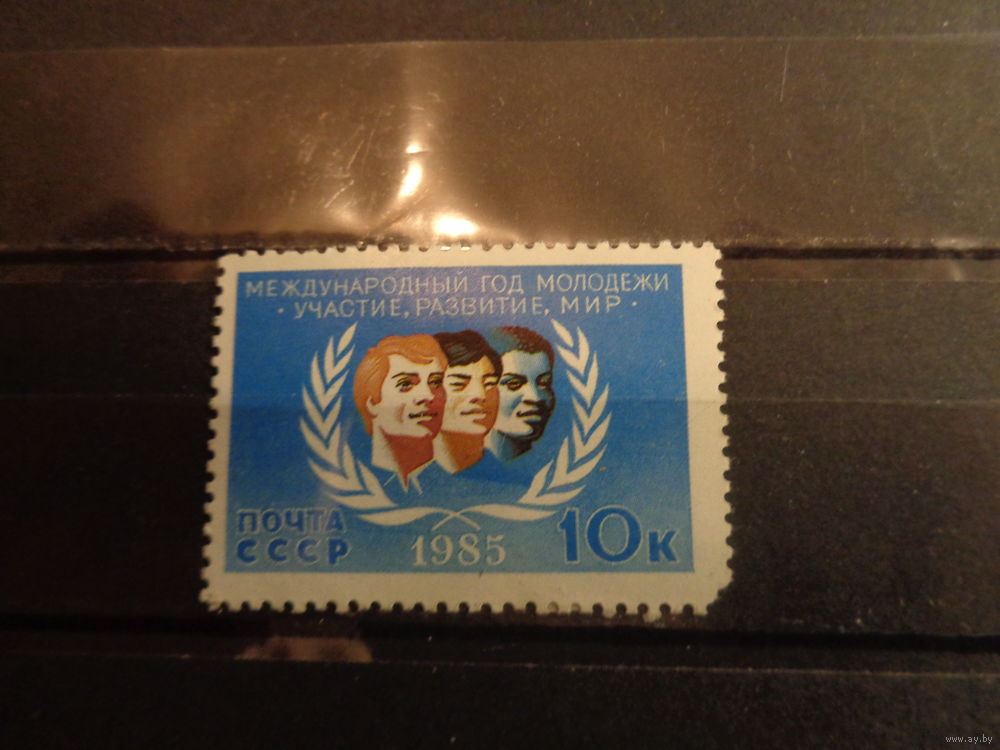 МЕЖДУНАРОДНЫЙ ГОД МОЛОДЕЖИ
· УЧАСТИЕ, РАЗВИТИЕ, МИР ·
ПОЧТА
СССР
1985
10К
www.ay.by